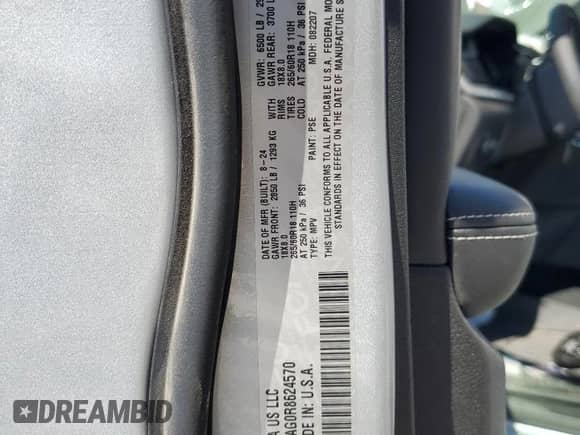 DATE OF MFR (BUILT): 8-24 GVWR: 6500 LB / 29
GAWR FRONT: 2850 LB / 1293 KG WITH GAWR REAR: 3700 L
18X8.0 RIMS 18X8.0
265/60R18 110H TIRES 265/60R18 110H
AT 250 kPa / 36 PSI COLD AT 250 kPa / 36 PSI
TYPE: MPV PAINT: PSE MDH: 082207
THIS VEHICLE CONFORMS TO ALL APPLICABLE U.S.A. FEDERAL MO
STANDARDS IN EFFECT ON THE DATE OF MANUFACTURE S
A US LLC
AG0R8624570
DE IN: U.S.A.
DREAMBID